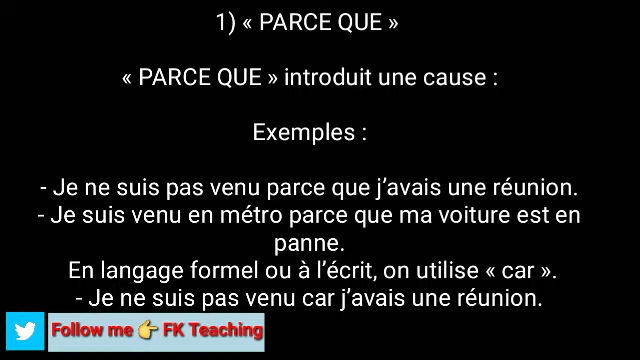 1) « PARCE QUE »
« PARCE QUE » introduit une cause :
Exemples :
- Je ne suis pas venu parce que j’avais une réunion.
- Je suis venu en métro parce que ma voiture est en
panne.
En langage formel ou à l’écrit, on utilise « car ».
- Je ne suis pas venu car j’avais une réunion.
Follow me 👉 FK Teaching